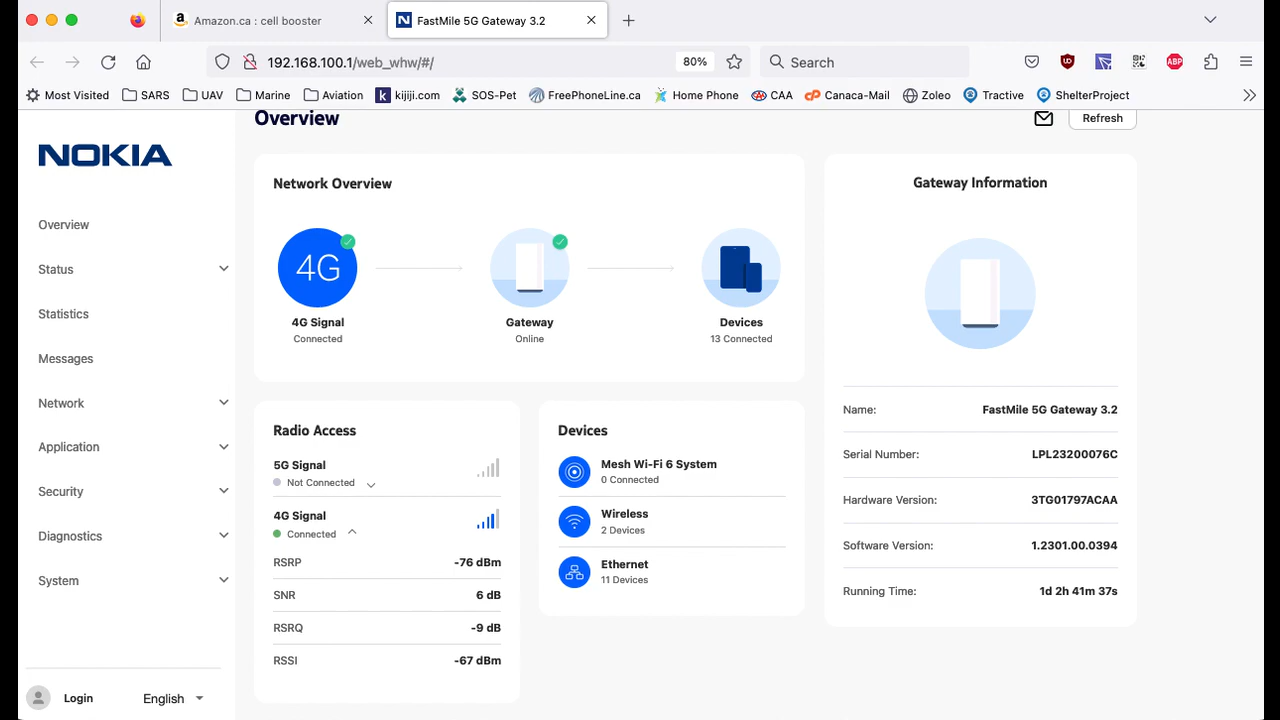 Amazon.ca : cell booster
FastMile 5G Gateway 3.2
192.168.100.1/web_whw/#/
80%
Search
Most Visited
SARS
UAV
Marine
Aviation
kijiji.com
SOS-Pet
FreePhoneLine.ca
Home Phone
CAA
Canaca-Mail
Zoleo
Tractive
ShelterProject
NOKIA
Overview
Status
Statistics
Messages
Network
Application
Security
Diagnostics
System
Login
English
Overview
Refresh
Network Overview
4G
4G Signal
Connected
Gateway
Online
Devices
13 Connected
Radio Access
5G Signal
Not Connected
4G Signal
Connected
RSRP -76 dBm
SNR 6 dB
RSRQ -9 dB
RSSI -67 dBm
Devices
Mesh Wi-Fi 6 System
0 Connected
Wireless
2 Devices
Ethernet
11 Devices
Gateway Information
Name: FastMile 5G Gateway 3.2
Serial Number: LPL23200076C
Hardware Version: 3TG01797ACAA
Software Version: 1.2301.00.0394
Running Time: 1d 2h 41m 37s